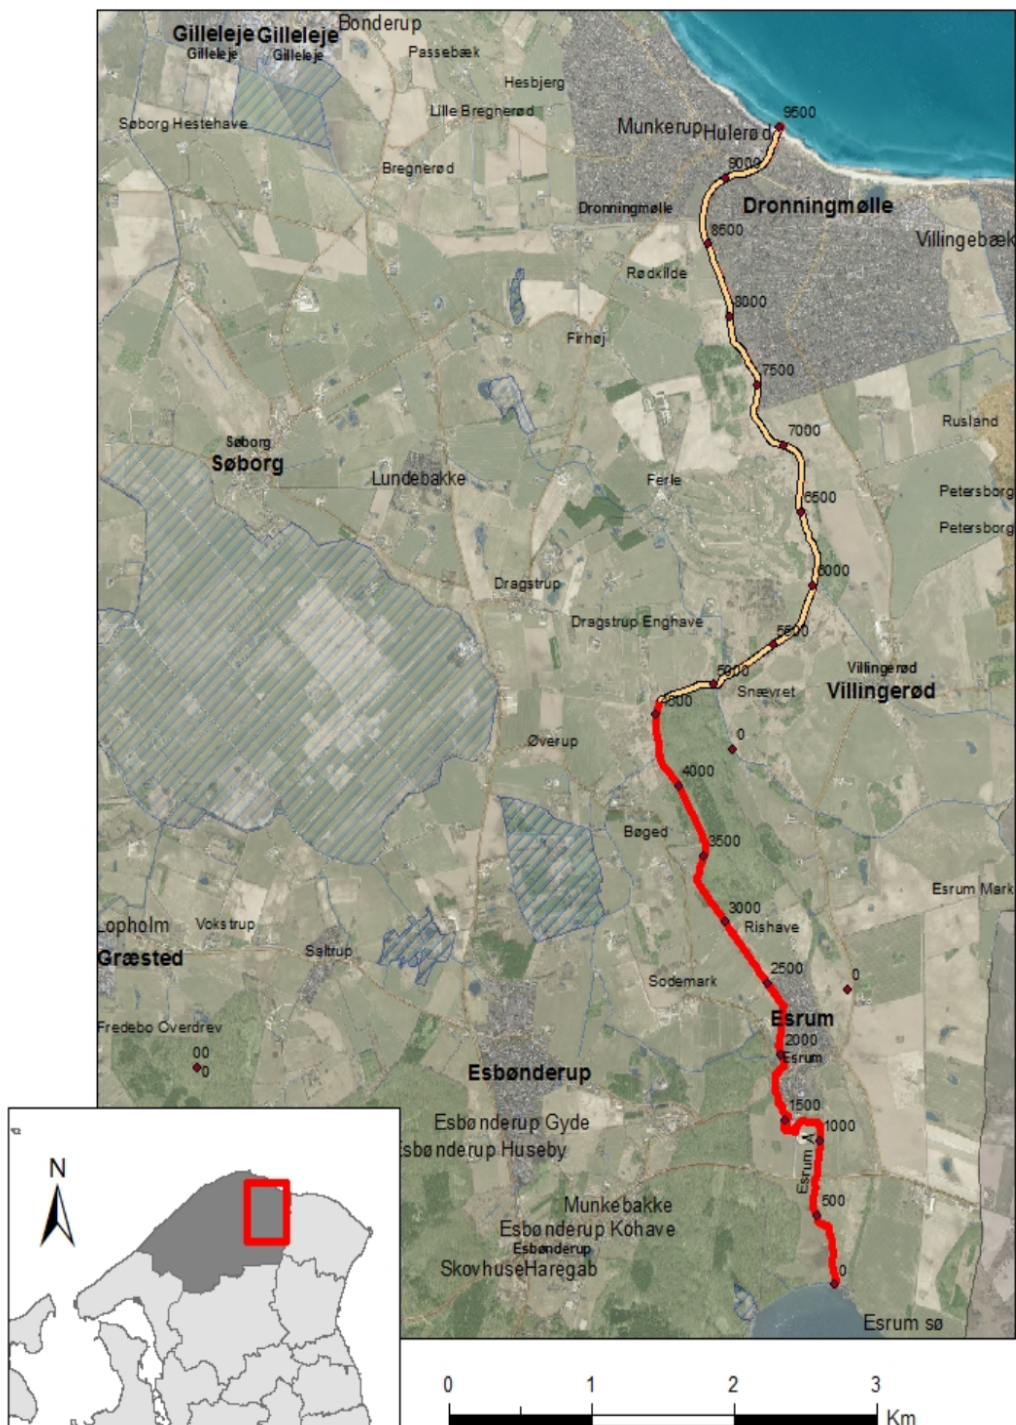 Bonderup
Gilleleje Gilleleje
Gilleleje Gilleleje
Passebæk
Hesbjerg
Lille Bregnerød
Søborg Hestehave
9500
Munkerup Hulerød
9000
Bregnerød
Dronningmølle
Dronningmølle
8500
Villingebæk
Rødkilde
8000
Firhøj
7500
Rusland
Søborg
Søborg
7000
Lundebakke
Ferle
Petersborg
6500
Petersborg
6000
Dragstrup
Dragstrup Enghave
5500
Villingerød
5000
Snævret
Villingerød
Øverup
0
4000
Bøged
3500
Esrum Mark
3000
Lopholm
Vokstrup
Rishave
Saltrup
Græsted
2500
0
Sodemark
Esrum
Fredebo Overdrev
2000
00
0
Esrum
Esbønderup
1500
1000
Esbønderup Gyde
Esbønderup Huseby
Esrum Å
500
Munkebakke
Esbønderup Kohave
Esbønderup
SkovhuseHaregab
0
Esrum sø
N
0 1 2 3
Km